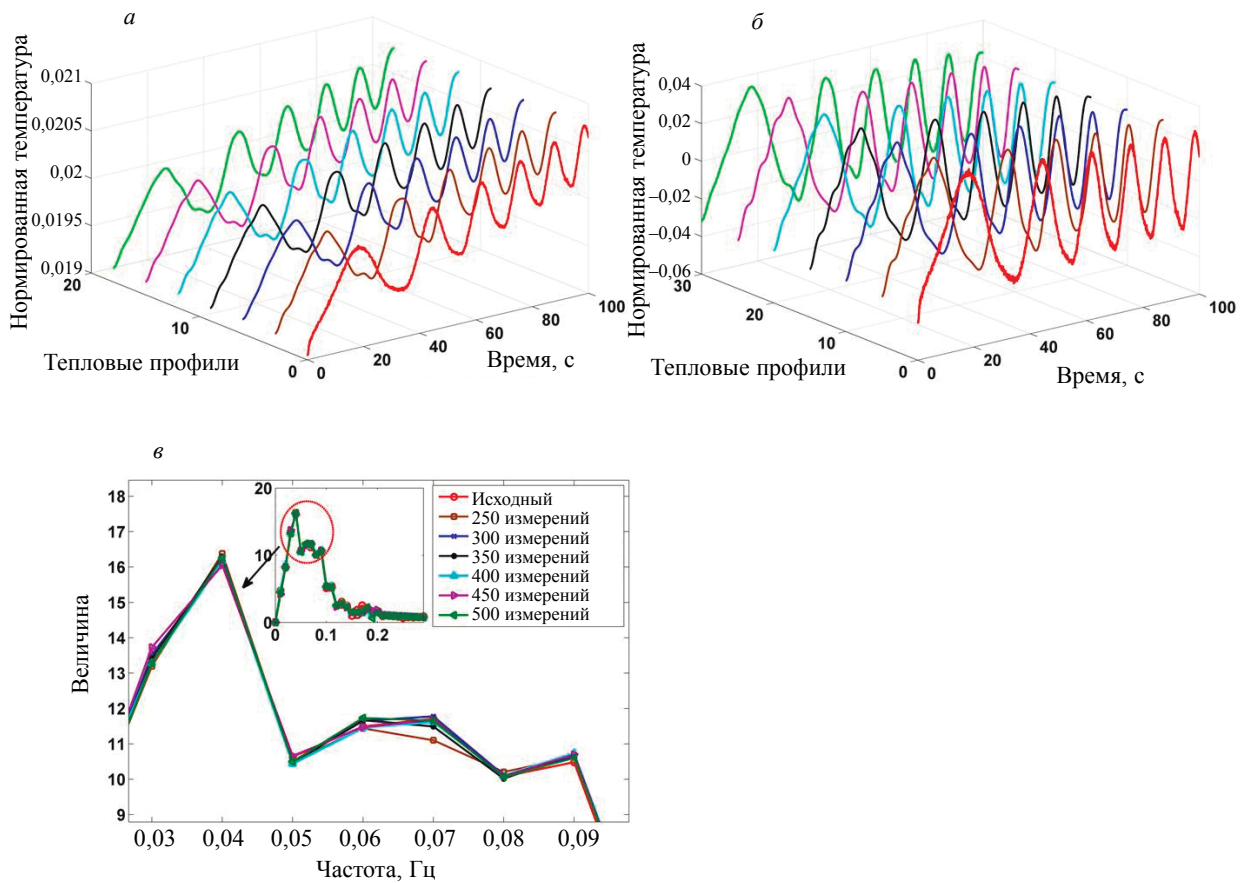 а
Нормированная температура
0,021
0,0205
0,02
0,0195
0,019
20
10
0
Тепловые профили
0
20
40
60
80
100
Время, с
б
Нормированная температура
0,04
0,02
0
–0,02
–0,04
–0,06
30
20
10
0
Тепловые профили
0
20
40
60
80
100
Время, с
в
Величина
18
17
16
15
14
13
12
11
10
9
0,03 0,04 0,05 0,06 0,07 0,08 0,09
Частота, Гц
20
10
0
0 0.1 0.2
Исходный
250 измерений
300 измерений
350 измерений
400 измерений
450 измерений
500 измерений